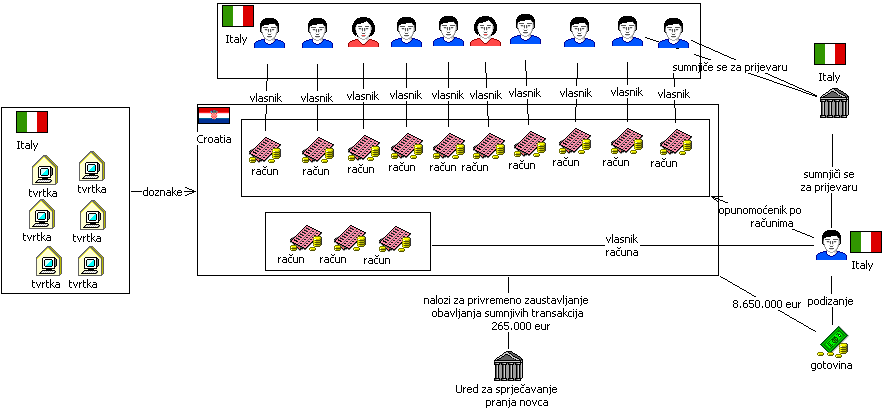 Italy
sumnjiče se za prijevaru
Italy
vlasnik vlasnik vlasnik vlasnik vlasnik vlasnik vlasnik vlasnik vlasnik vlasnik
Italy
Croatia
račun račun račun račun račun račun račun račun račun račun
tvrtka tvrtka
tvrtka tvrtka
tvrtka tvrtka
doznake
sumnjiči se
za prijevaru
opunomoćenik po
računima
račun račun račun
vlasnik
računa
Italy
nalozi za privremeno zaustavljanje
obavljanja sumnjivih transakcija
265.000 eur
8.650.000 eur
podizanje
gotovina
Ured za sprječavanje
pranja novca